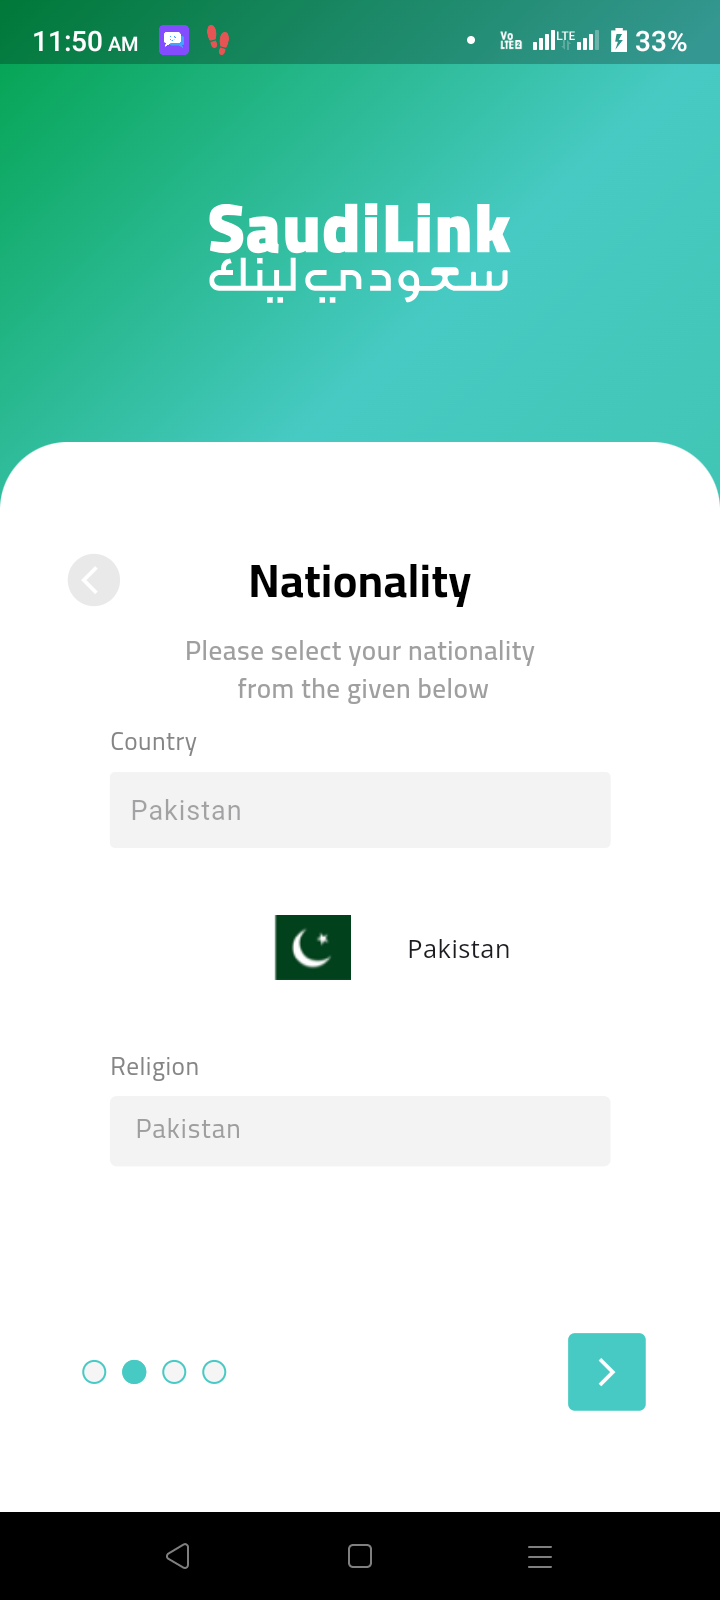 11:50 AM
Vo LTE 2 LTE 33%
SaudiLink
سعودي لينك
Nationality
Please select your nationality
from the given below
Country
Pakistan
Pakistan
Religion
Pakistan